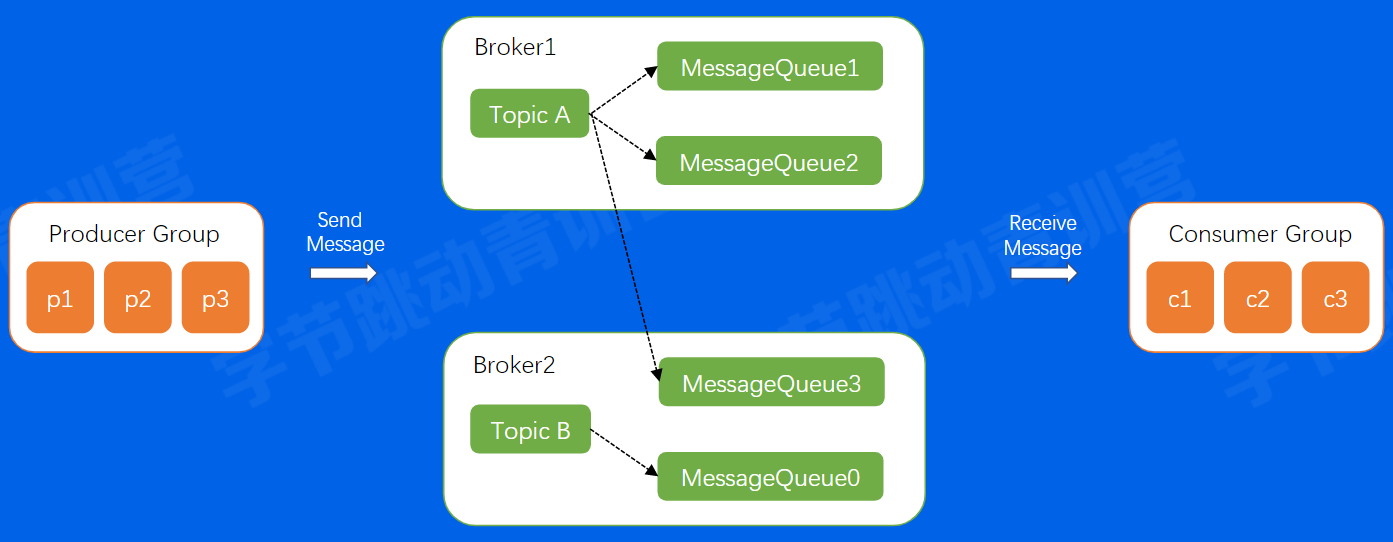 Broker1
MessageQueue1
Topic A
MessageQueue2
Producer Group
p1 p2 p3
Send
Message
Receive
Message
Consumer Group
c1 c2 c3
Broker2
MessageQueue3
Topic B
MessageQueue0
字节跳动青训营
字节跳动青训营